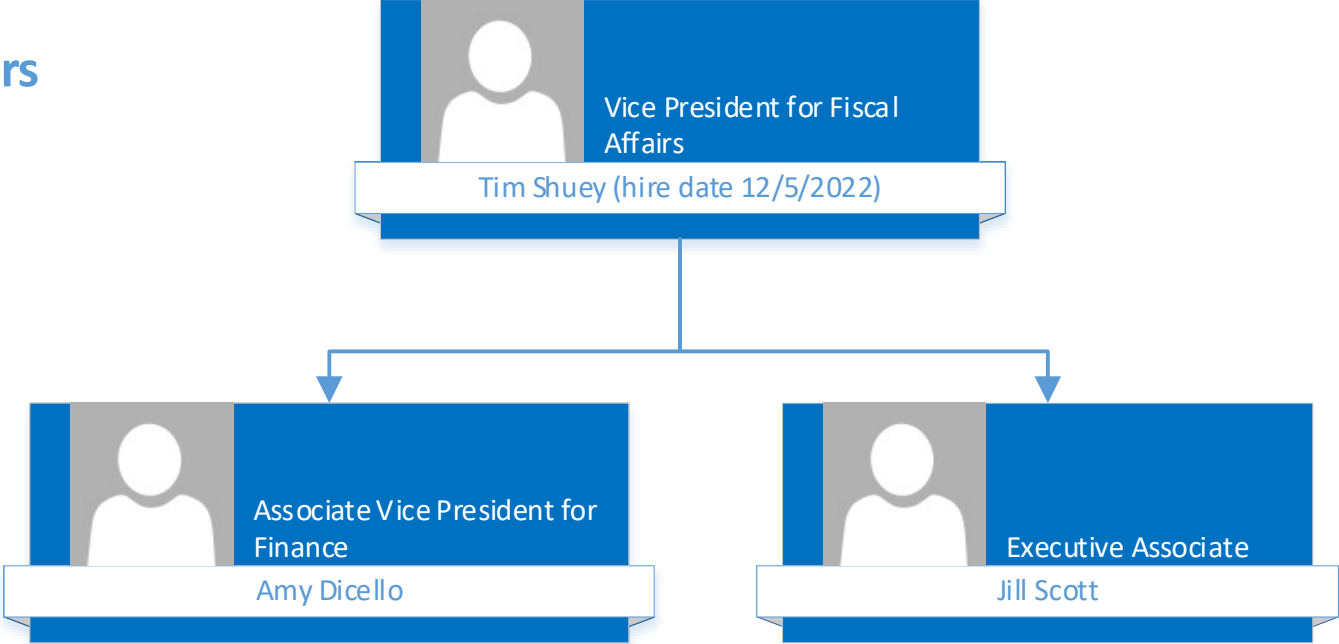 rs
Vice President for Fiscal
Affairs
Tim Shuey (hire date 12/5/2022)
Associate Vice President for
Finance
Amy Dicello
Executive Associate
Jill Scott